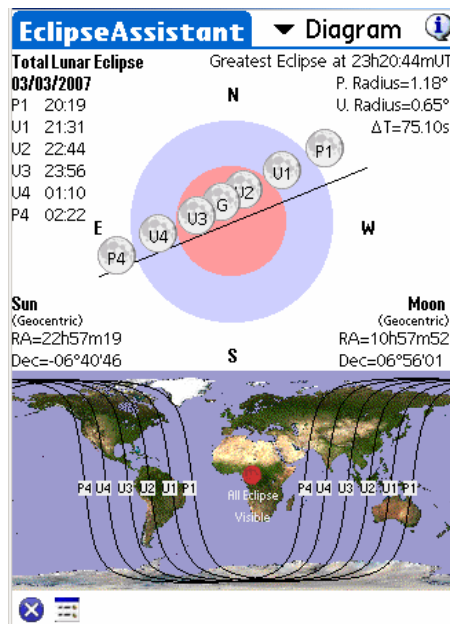 EclipseAssistant ▼ Diagram
Total Lunar Eclipse Greatest Eclipse at 23h20:44mUT
03/03/2007 P. Radius=1.18°
P1 20:19 U. Radius=0.65°
U1 21:31 ΔT=75.10s
U2 22:44
U3 23:56
U4 01:10
P4 02:22
N
P1
U1
U2
G
U3
U4
P4
E
W
S
Sun Moon
(Geocentric) (Geocentric)
RA=22h57m19 RA=10h57m52
Dec=-06°40'46 Dec=06°56'01
P4 U4 U3 U2 U1 P1 P4 U4 U3 U2 U1 P1
All Eclipse
Visible